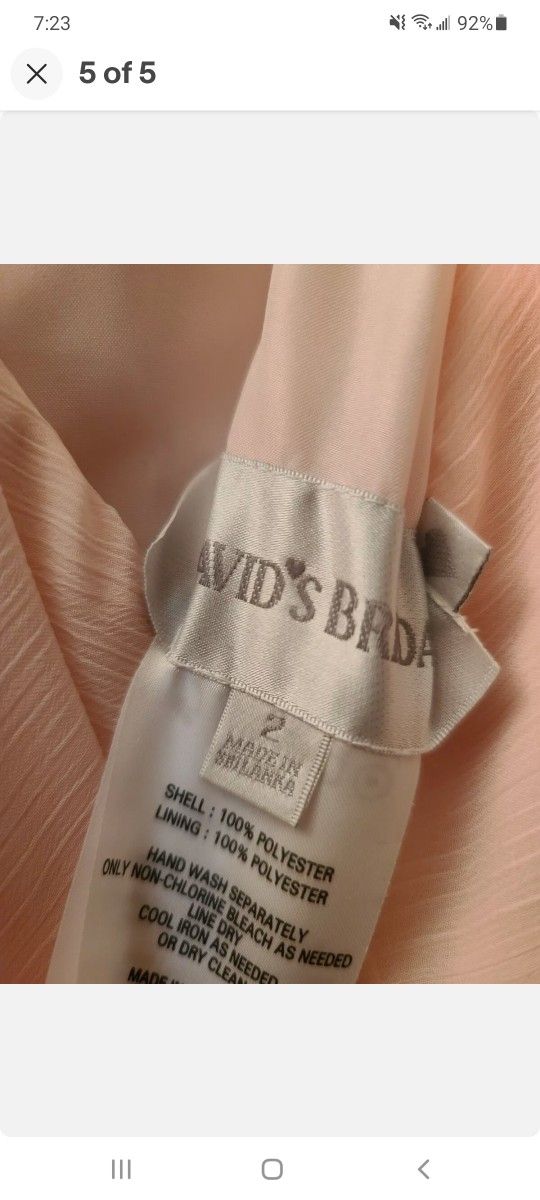 7:23
92%
5 of 5
AVID'S BRIDA
2
MADE IN
SRI LANKA
SHELL : 100% POLYESTER
LINING : 100% POLYESTER
HAND WASH SEPARATELY
ONLY NON-CHLORINE BLEACH AS NEEDED
LINE DRY
COOL IRON AS NEEDED
OR DRY CLEAN
MADE